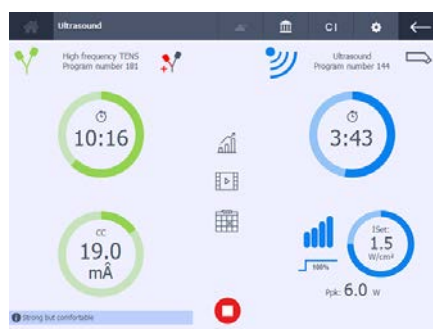 Ultrasound
CI
High frequency TENS
Program number 181
Ultrasound
Program number 144
10:16
3:43
CC
19.0
mÂ
ISet:
1.5
W/cm²
100%
Ppk: 6.0 W
Strong but comfortable